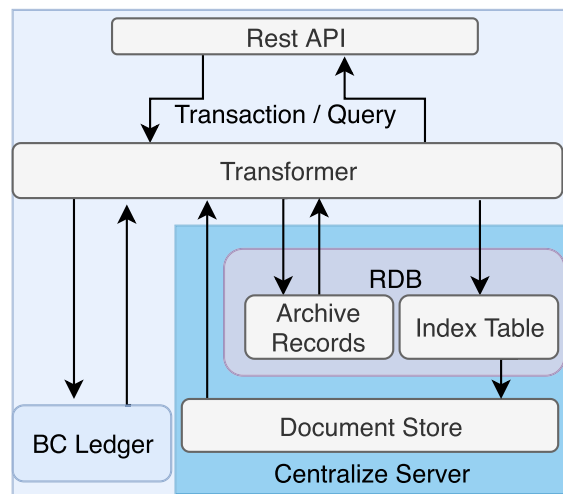 Rest API
Transaction / Query
Transformer
RDB
Archive
Records
Index Table
BC Ledger
Document Store
Centralize Server